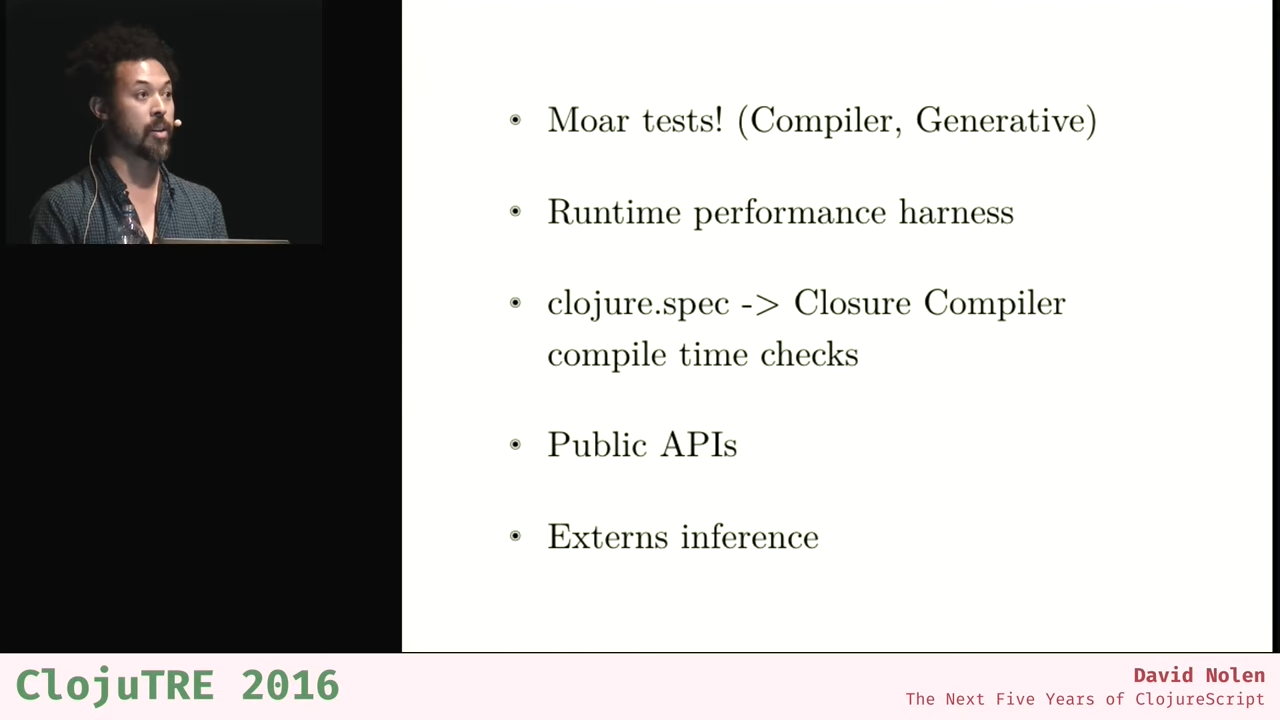 Moar tests! (Compiler, Generative)
Runtime performance harness
clojure.spec -> Closure Compiler
compile time checks
Public APIs
Externs inference
ClojuTRE 2016
David Nolen
The Next Five Years of ClojureScript